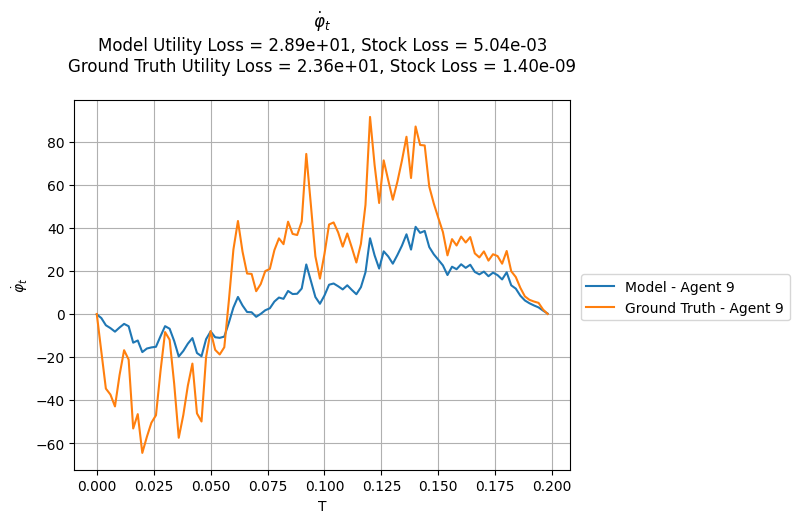 φ̇ₜ
Model Utility Loss = 2.89e+01, Stock Loss = 5.04e-03
Ground Truth Utility Loss = 2.36e+01, Stock Loss = 1.40e-09
80
60
40
20
0
−20
−40
−60
φ̇ₜ
0.000 0.025 0.050 0.075 0.100 0.125 0.150 0.175 0.200
T
Model - Agent 9
Ground Truth - Agent 9